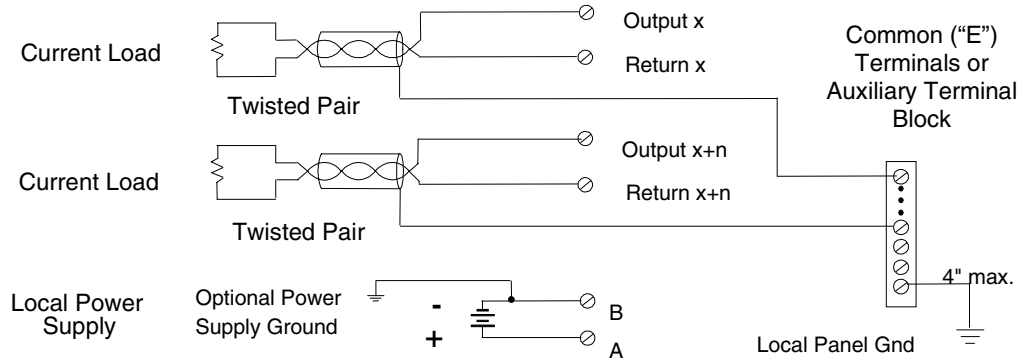 Output x
Common ("E")
Terminals or
Auxiliary Terminal
Block
Current Load
Return x
Twisted Pair
Output x+n
Current Load
Return x+n
Twisted Pair
4" max.
Local Power
Supply
Optional Power
Supply Ground
-
+
B
A
Local Panel Gnd